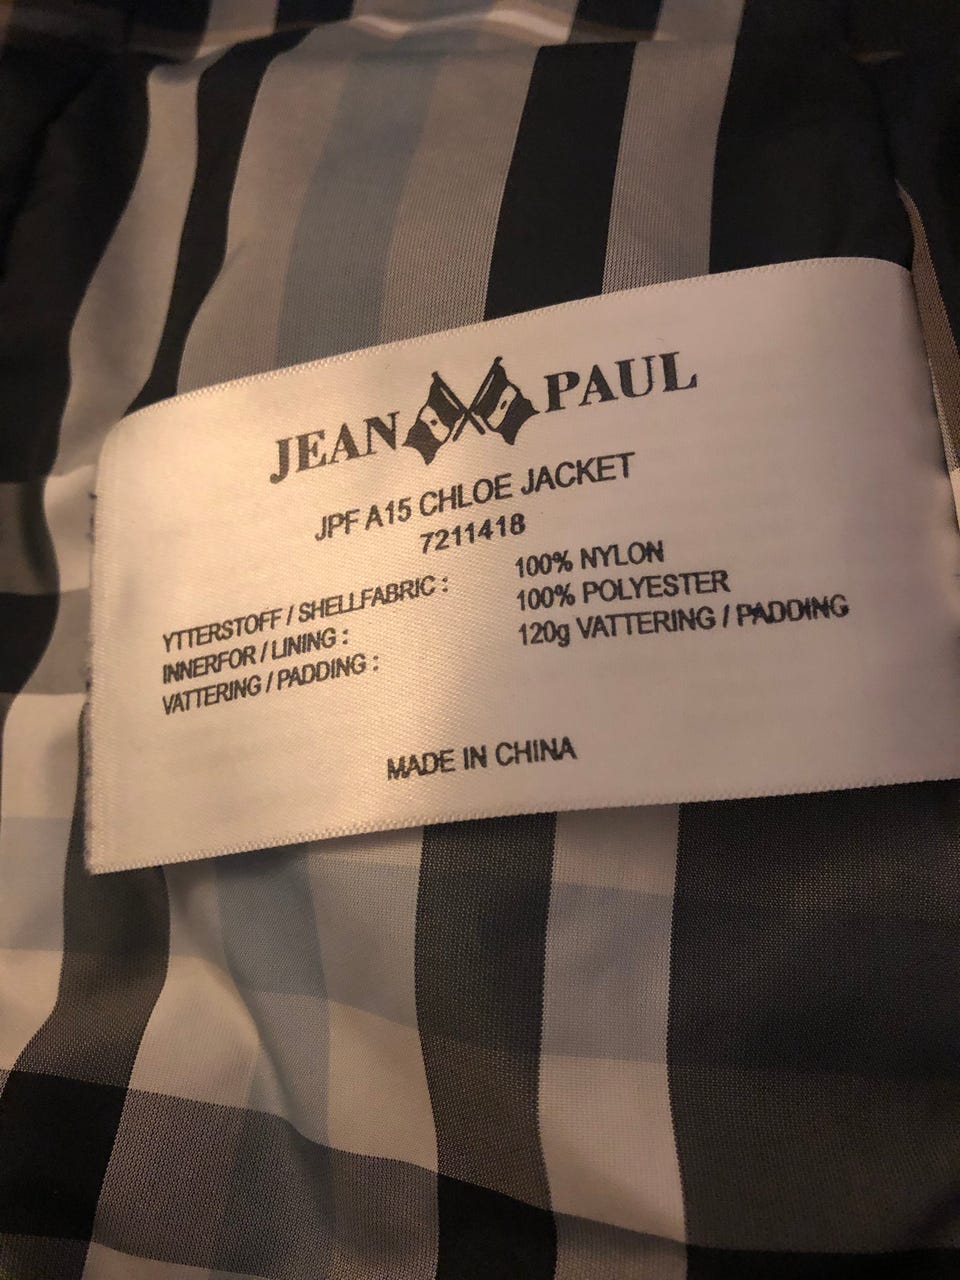 JEAN PAUL
JPF A15 CHLOE JACKET
7211418
YTTERSTOFF / SHELLFABRIC : 100% NYLON
INNERFOR / LINING : 100% POLYESTER
VATTERING / PADDING : 120g VATTERING / PADDING
MADE IN CHINA